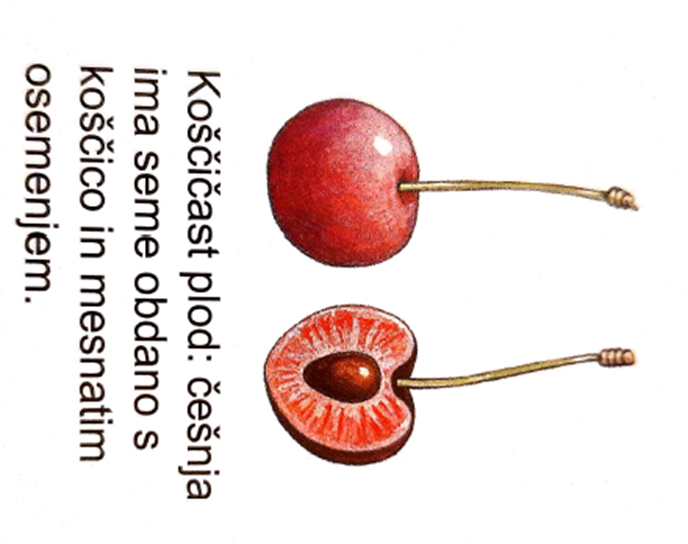 Koščičast plod: češnja
ima seme obdano s
koščico in mesnatim
osemenjem.